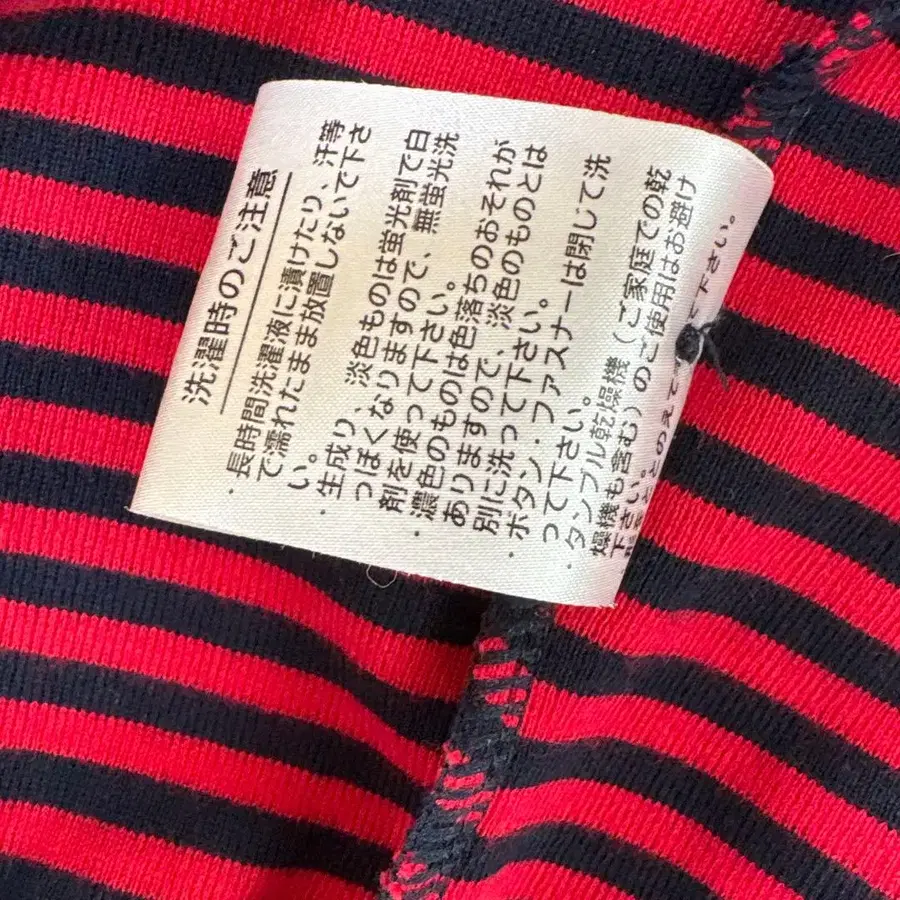 洗濯時のご注意
・長時間洗濯液に漬けたり、汗等
で濡れたまま放置しないで下さ
い。
・生成り、淡色ものは蛍光剤で白
っぽくなりますので、無蛍光洗
剤を使って下さい。
・濃色のものは色落ちのおそれが
ありますので、淡色のものとは
別に洗って下さい。
・ボタン・ファスナーは閉じて洗
って下さい。
・タンブル乾燥機（ご家庭での乾
燥機も含む）のご使用はお避け
下さい。
とのえて
下さい。